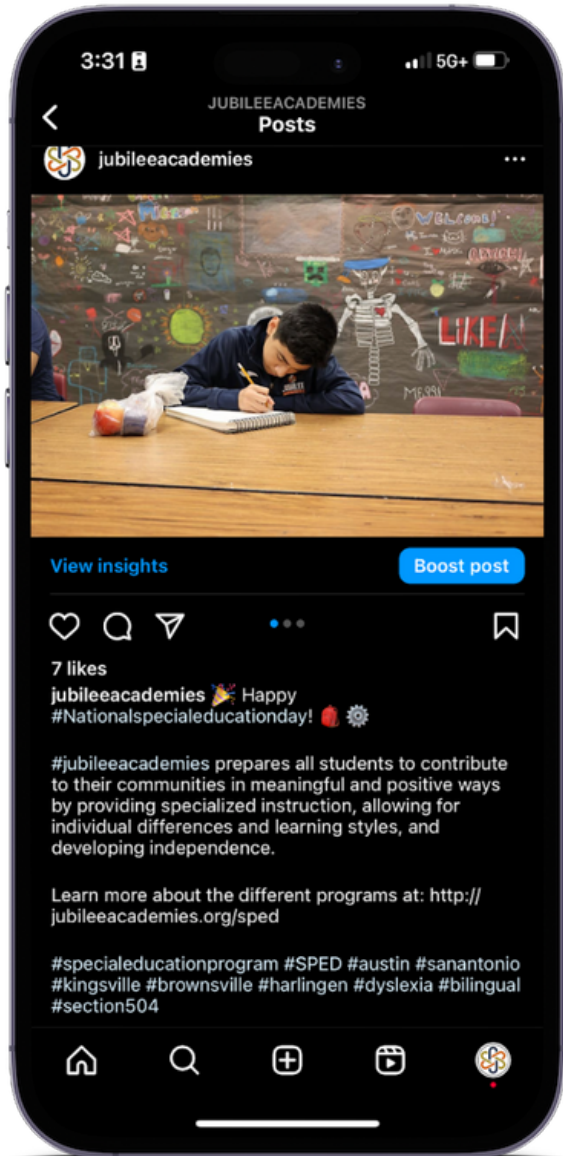 3:31
5G+
JUBILEEACADEMIES
Posts
jubileeacademies
WELCOME!
LIKE
View insights
Boost post
7 likes
jubileeacademies 🎉 Happy
#Nationalspecialeducationday! 🎒 ⚙️
#jubileeacademies prepares all students to contribute
to their communities in meaningful and positive ways
by providing specialized instruction, allowing for
individual differences and learning styles, and
developing independence.
Learn more about the different programs at: http://
jubileeacademies.org/sped
#specialeducationprogram #SPED #austin #sanantonio
#kingsville #brownsville #harlingen #dyslexia #bilingual
#section504